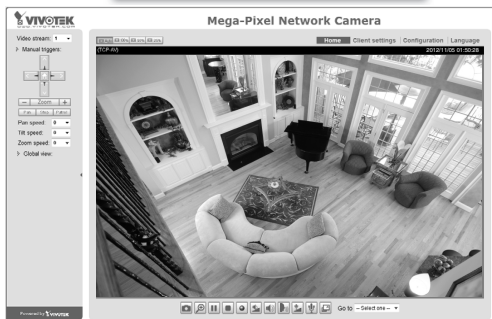 VIVOTEK
Mega-Pixel Network Camera
Video stream: 1
Manual triggers:
Zoom
Pan speed: 0
Tilt speed: 0
Zoom speed: 0
Global view:
Home Client settings Configuration Language
(TCP-AV) 2012/11/05 01:50:28
Go to -- Select one --
Powered by VIVOTEK